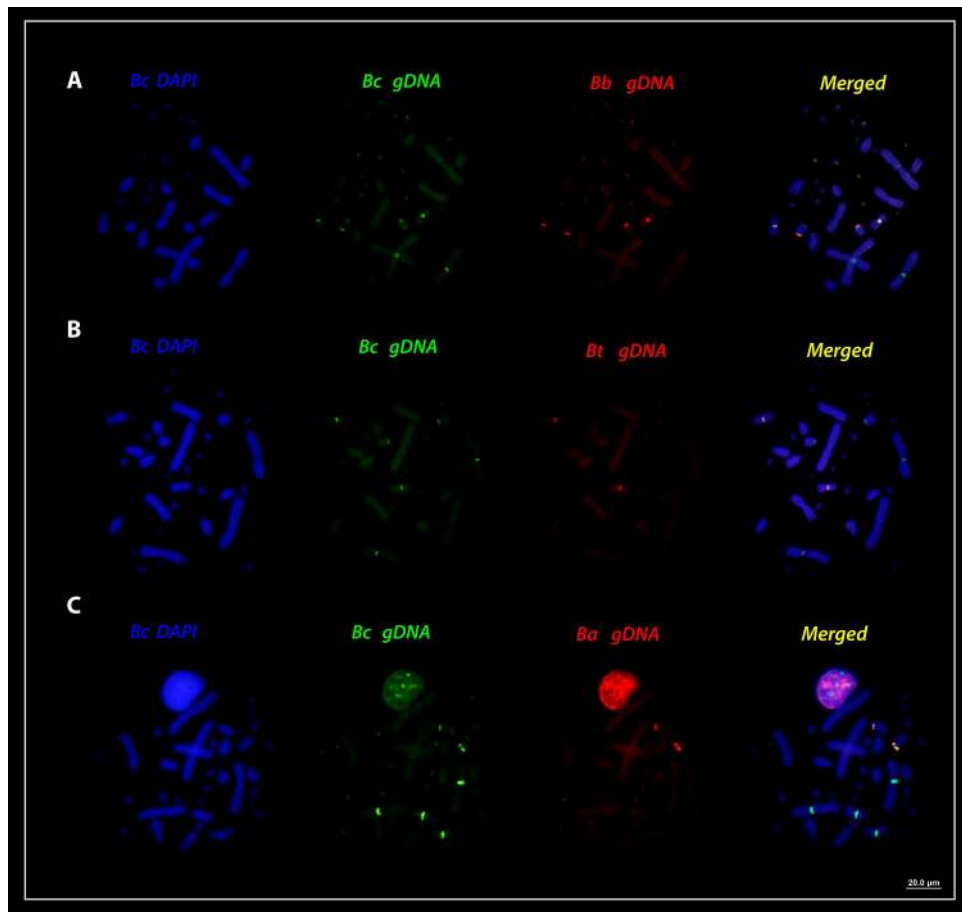 A
Bc DAPI Bc gDNA Bb gDNA Merged
B
Bc DAPI Bc gDNA Bt gDNA Merged
C
Bc DAPI Bc gDNA Ba gDNA Merged
20.0 μm